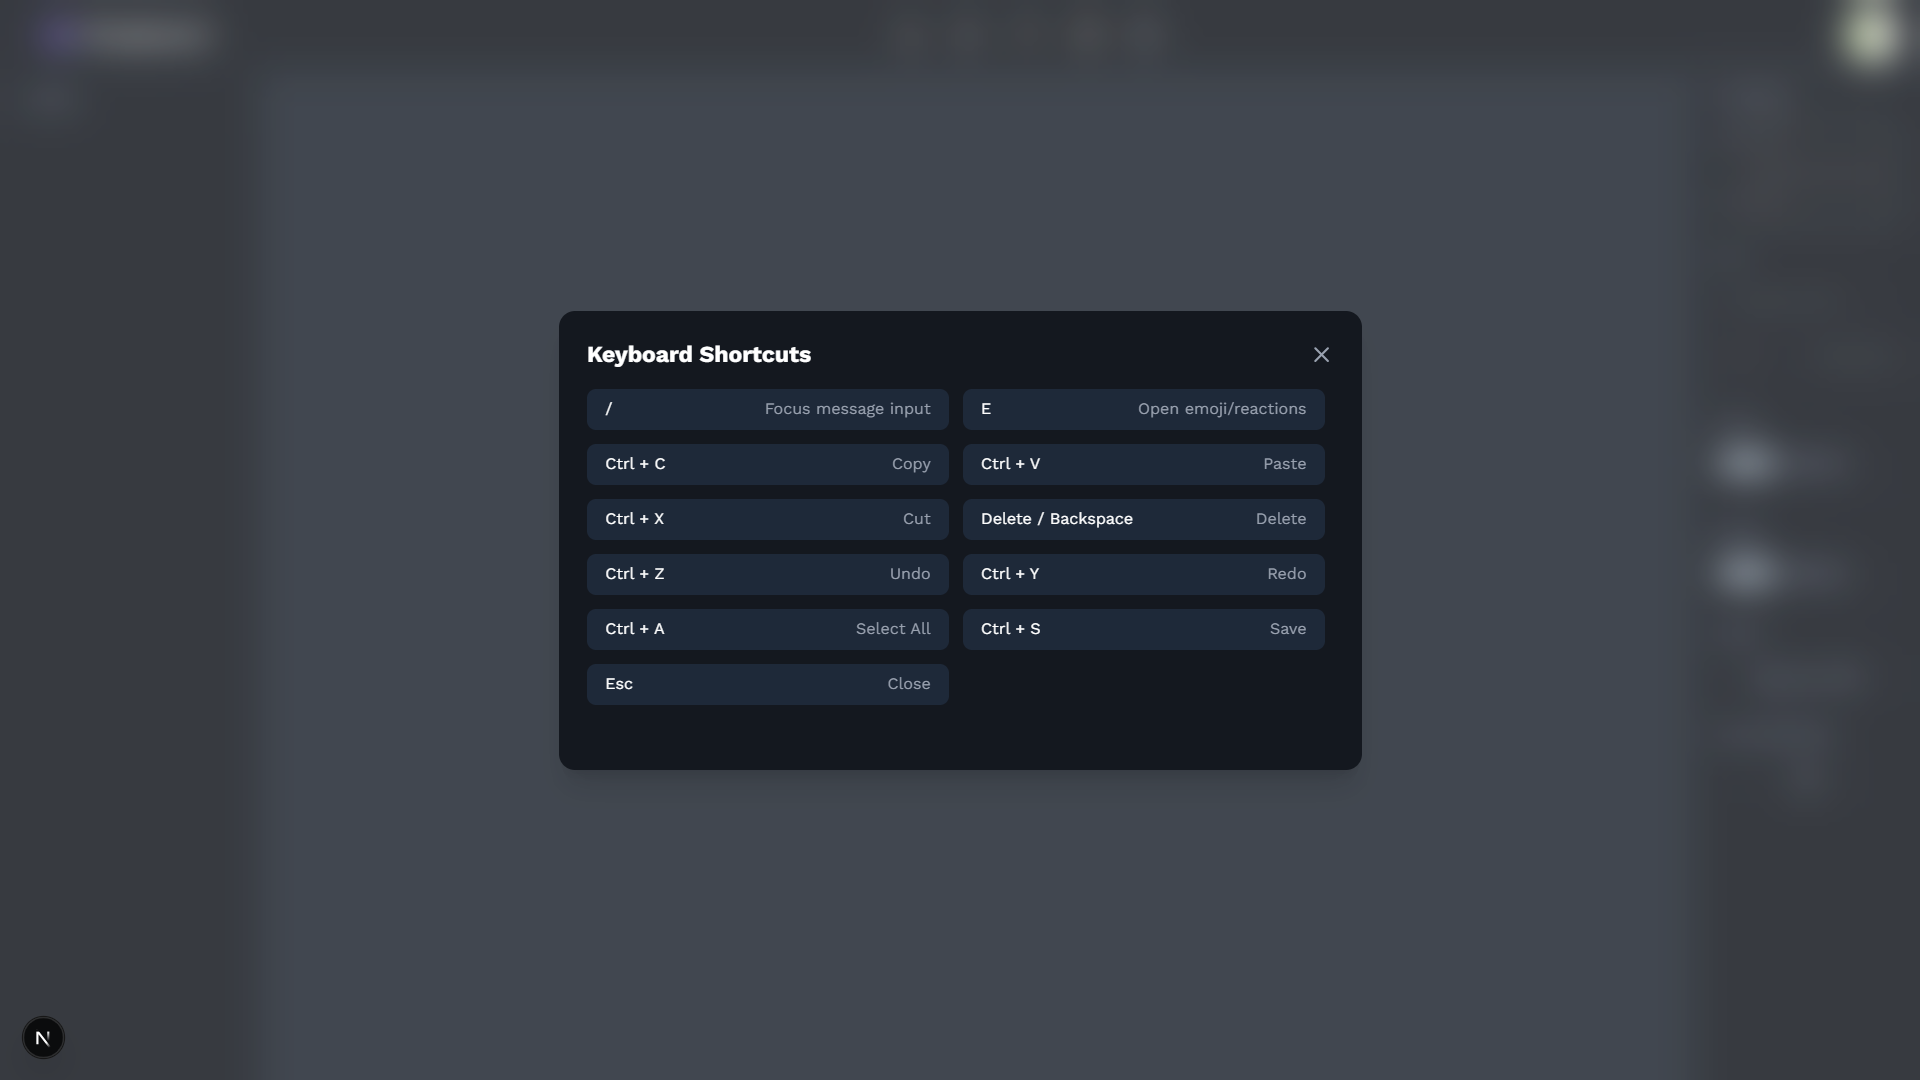 Keyboard Shortcuts
/ Focus message input
E Open emoji/reactions
Ctrl + C Copy
Ctrl + V Paste
Ctrl + X Cut
Delete / Backspace Delete
Ctrl + Z Undo
Ctrl + Y Redo
Ctrl + A Select All
Ctrl + S Save
Esc Close
N